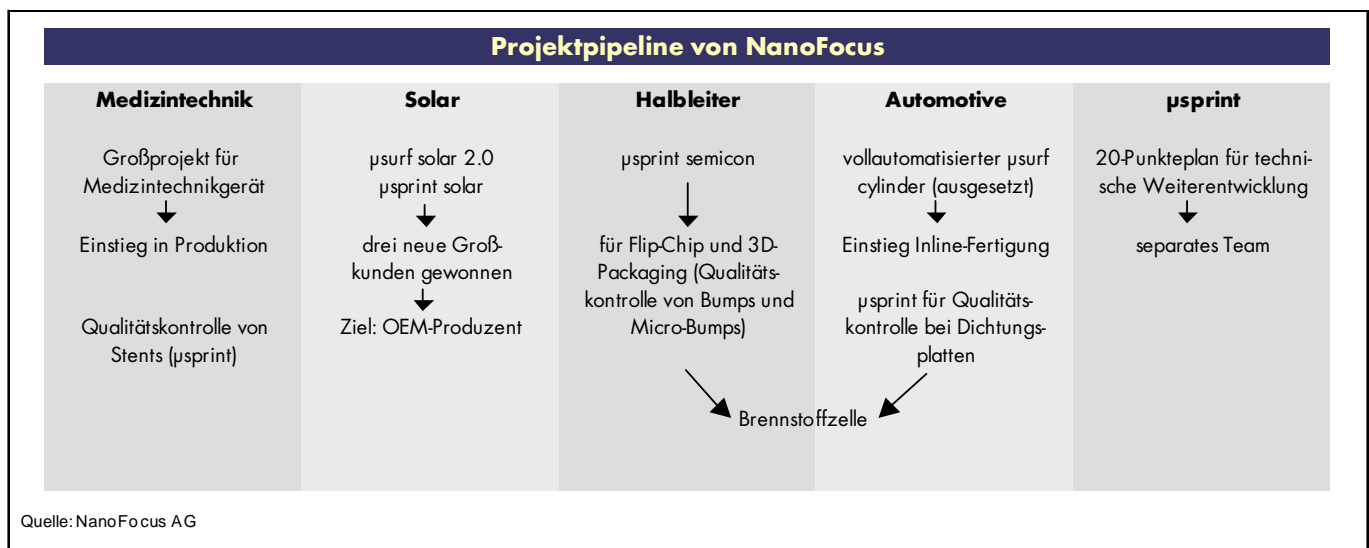 Projektpipeline von NanoFocus
Medizintechnik
Großprojekt für
Medizintechnikgerät
Einstieg in Produktion
Qualitätskontrolle von
Stents (µsprint)
Solar
µsurf solar 2.0
µsprint solar
drei neue Groß-
kunden gewonnen
Ziel: OEM-Produzent
Halbleiter
µsprint semicon
für Flip-Chip und 3D-
Packaging (Qualitäts-
kontrolle von Bumps und
Micro-Bumps)
Automotive
vollautomatisierter µsurf
cylinder (ausgesetzt)
Einstieg Inline-Fertigung
µsprint für Qualitäts-
kontrolle bei Dichtungs-
platten
Brennstoffzelle
µsprint
20-Punkteplan für techni-
sche Weiterentwicklung
separates Team
Quelle: NanoFocus AG